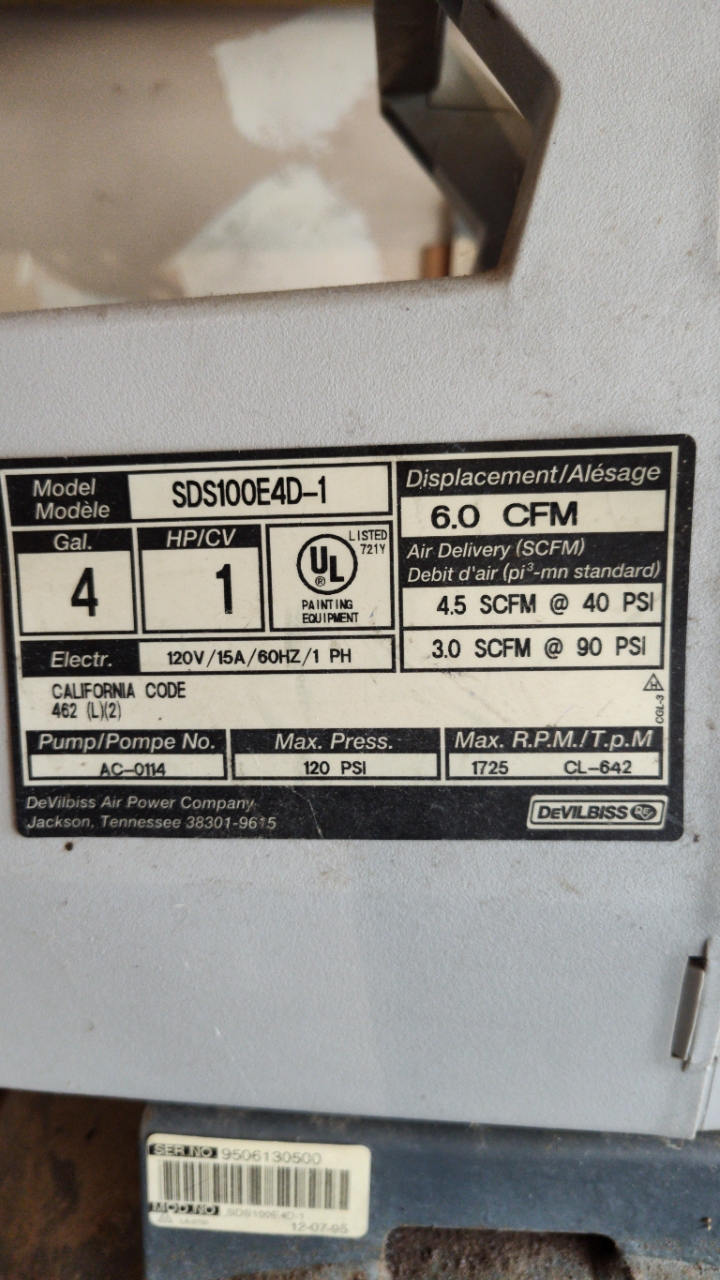 Model
Modèle
SDS100E4D-1
Gal.
4
HP/CV
1
LISTED
721Y
UL
®
PAINTING
EQUIPMENT
Displacement/Alésage
6.0 CFM
Air Delivery (SCFM)
Debit d'air (pi³-mn standard)
4.5 SCFM @ 40 PSI
3.0 SCFM @ 90 PSI
Electr.
120V/15A/60HZ/1 PH
CALIFORNIA CODE
462 (L)(2)
H
CGL-3
Pump/Pompe No.
AC-0114
Max. Press.
120 PSI
Max. R.P.M./T.p.M
1725 CL-642
DeVilbiss Air Power Company
Jackson, Tennessee 38301-9615
DEVILBISS
SER.NO 9506130500
MOD.NO SDS100E4D-1
12-07-95